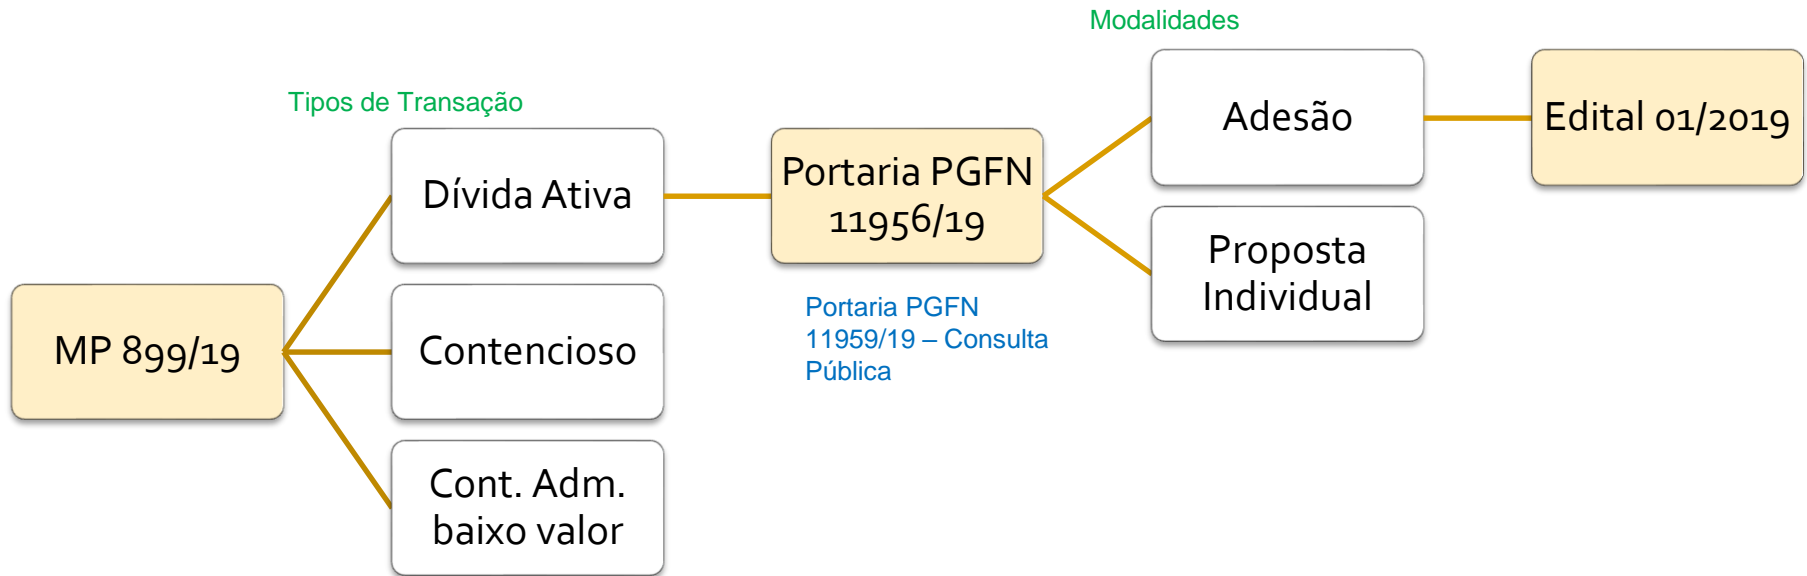 Modalidades
Tipos de Transação
Adesão
Edital 01/2019
Dívida Ativa
Portaria PGFN
11956/19
Proposta
Individual
MP 899/19
Contencioso
Portaria PGFN
11959/19 – Consulta
Pública
Cont. Adm.
baixo valor